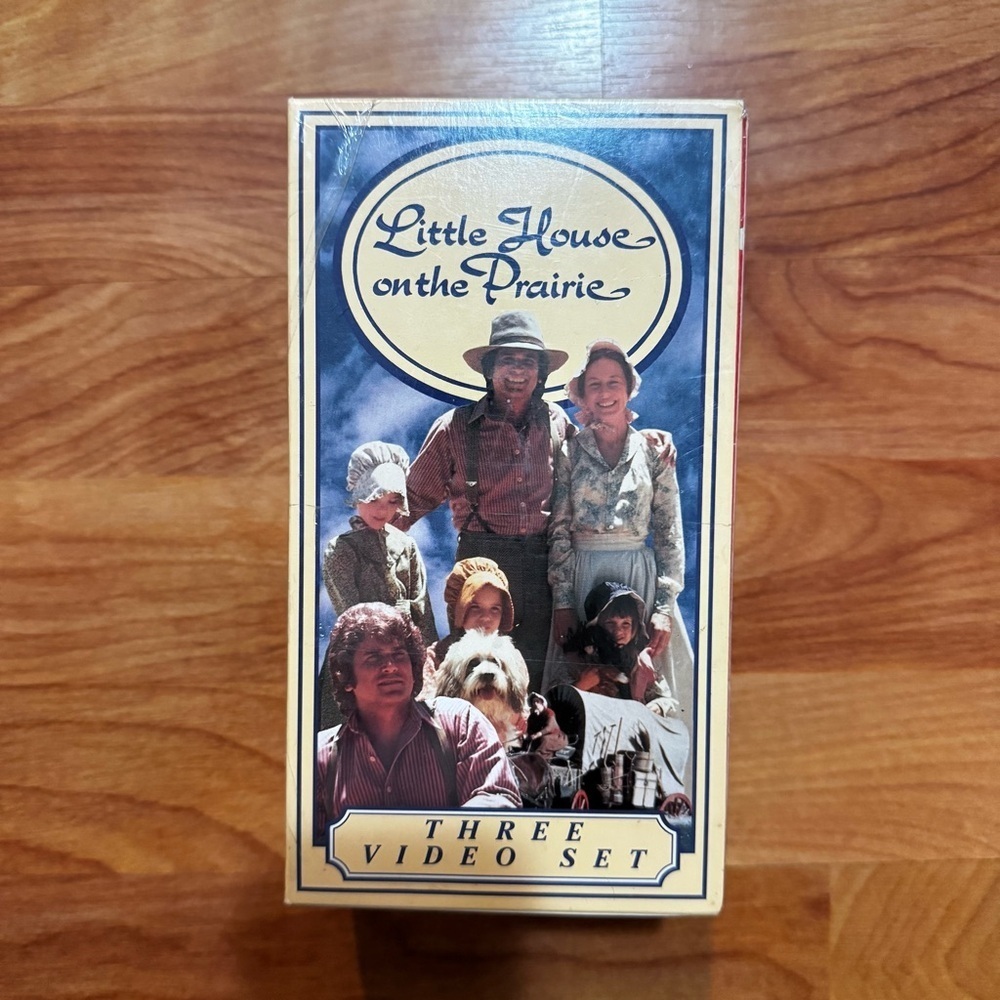 Little House
on the Prairie
THREE
VIDEO SET